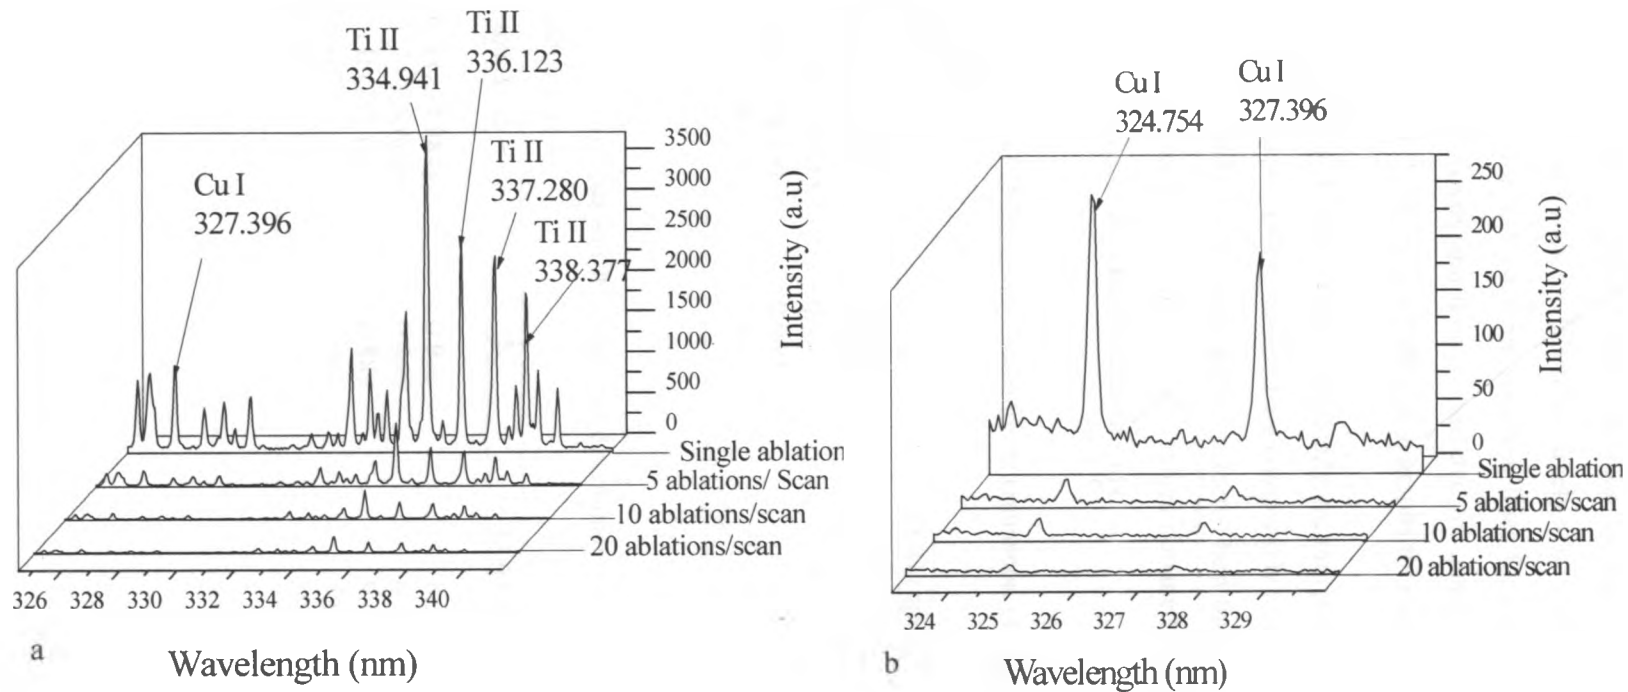 Ti II
334.941
Ti II
336.123
Ti II
337.280
Ti II
338.377
Cu I
327.396
3500
3000
2500
2000
1500
1000
500
0
Intensity (a.u)
Single ablation
5 ablations/ Scan
10 ablations/scan
20 ablations/scan
326 328 330 332 334 336 338 340
a
Wavelength (nm)
Cu I
324.754
Cu I
327.396
250
200
150
100
50
0
Intensity (a.u)
Single ablation
5 ablations/scan
10 ablations/scan
20 ablations/scan
324 325 326 327 328 329
b
Wavelength (nm)